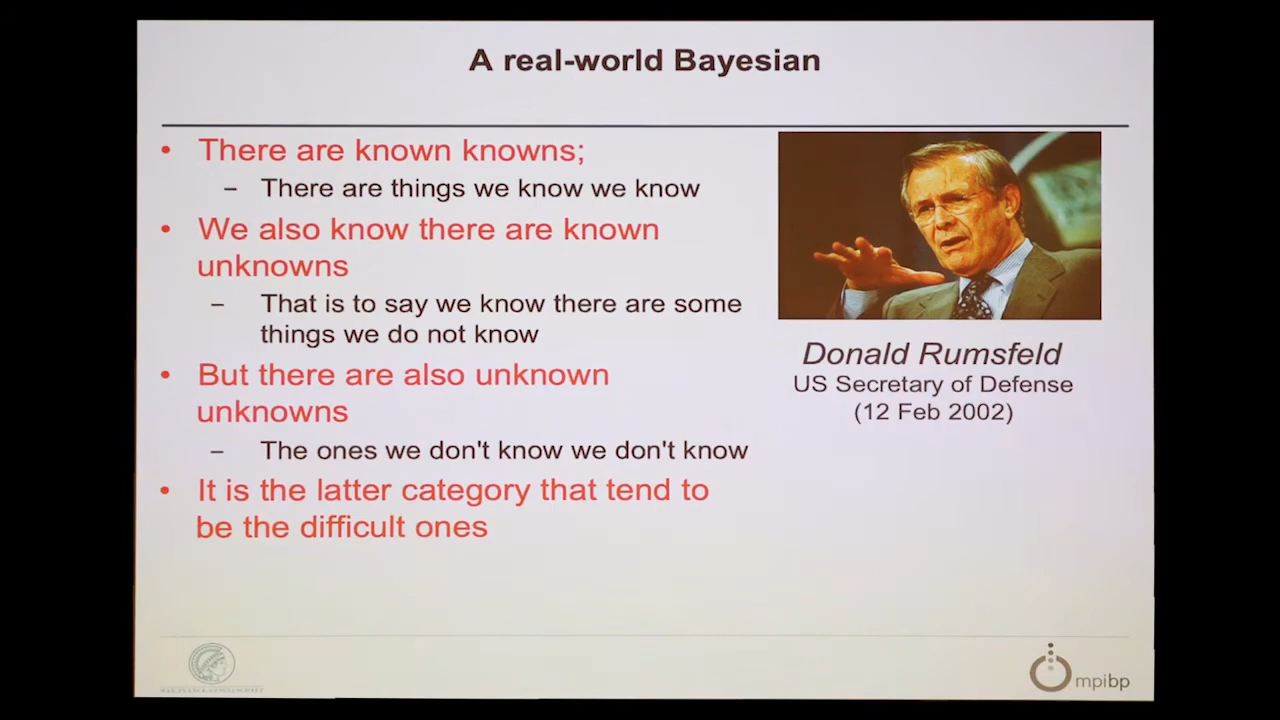 A real-world Bayesian
• There are known knowns;
– There are things we know we know
• We also know there are known
unknowns
– That is to say we know there are some
things we do not know
• But there are also unknown
unknowns
– The ones we don't know we don't know
• It is the latter category that tend to
be the difficult ones
Donald Rumsfeld
US Secretary of Defense
(12 Feb 2002)
mpibp